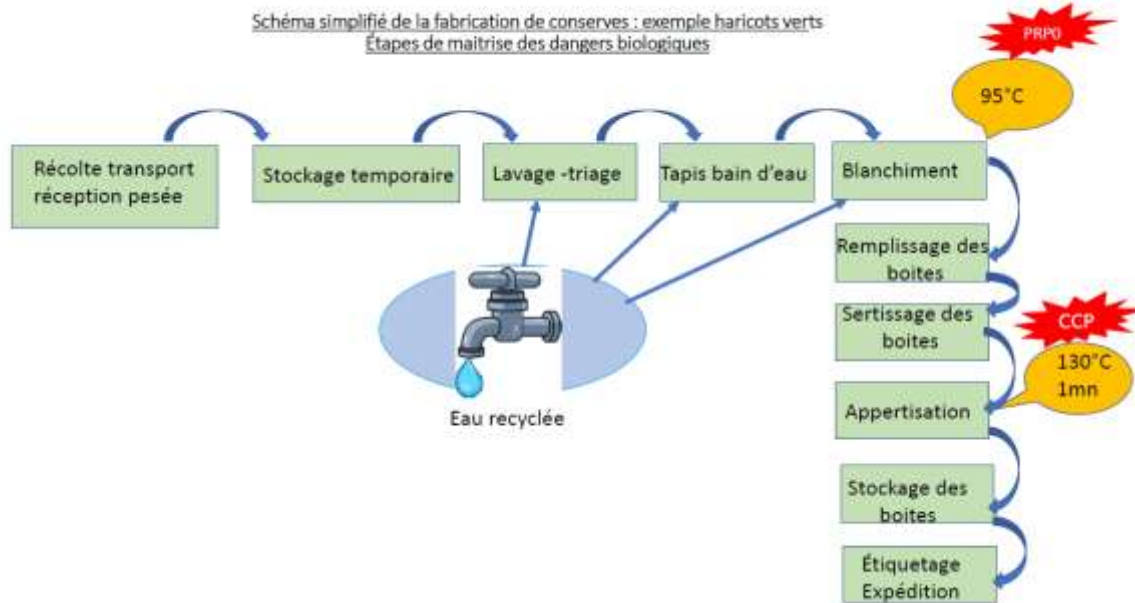 Schéma simplifié de la fabrication de conserves : exemple haricots verts
Étapes de maitrise des dangers biologiques
PRPO
95°C
Récolte transport
réception pesée
Stockage temporaire
Lavage -triage
Tapis bain d'eau
Blanchiment
Remplissage des
boites
Sertissage des
boites
CCP
130°C
1mn
Appertisation
Eau recyclée
Stockage des
boites
Étiquetage
Expédition